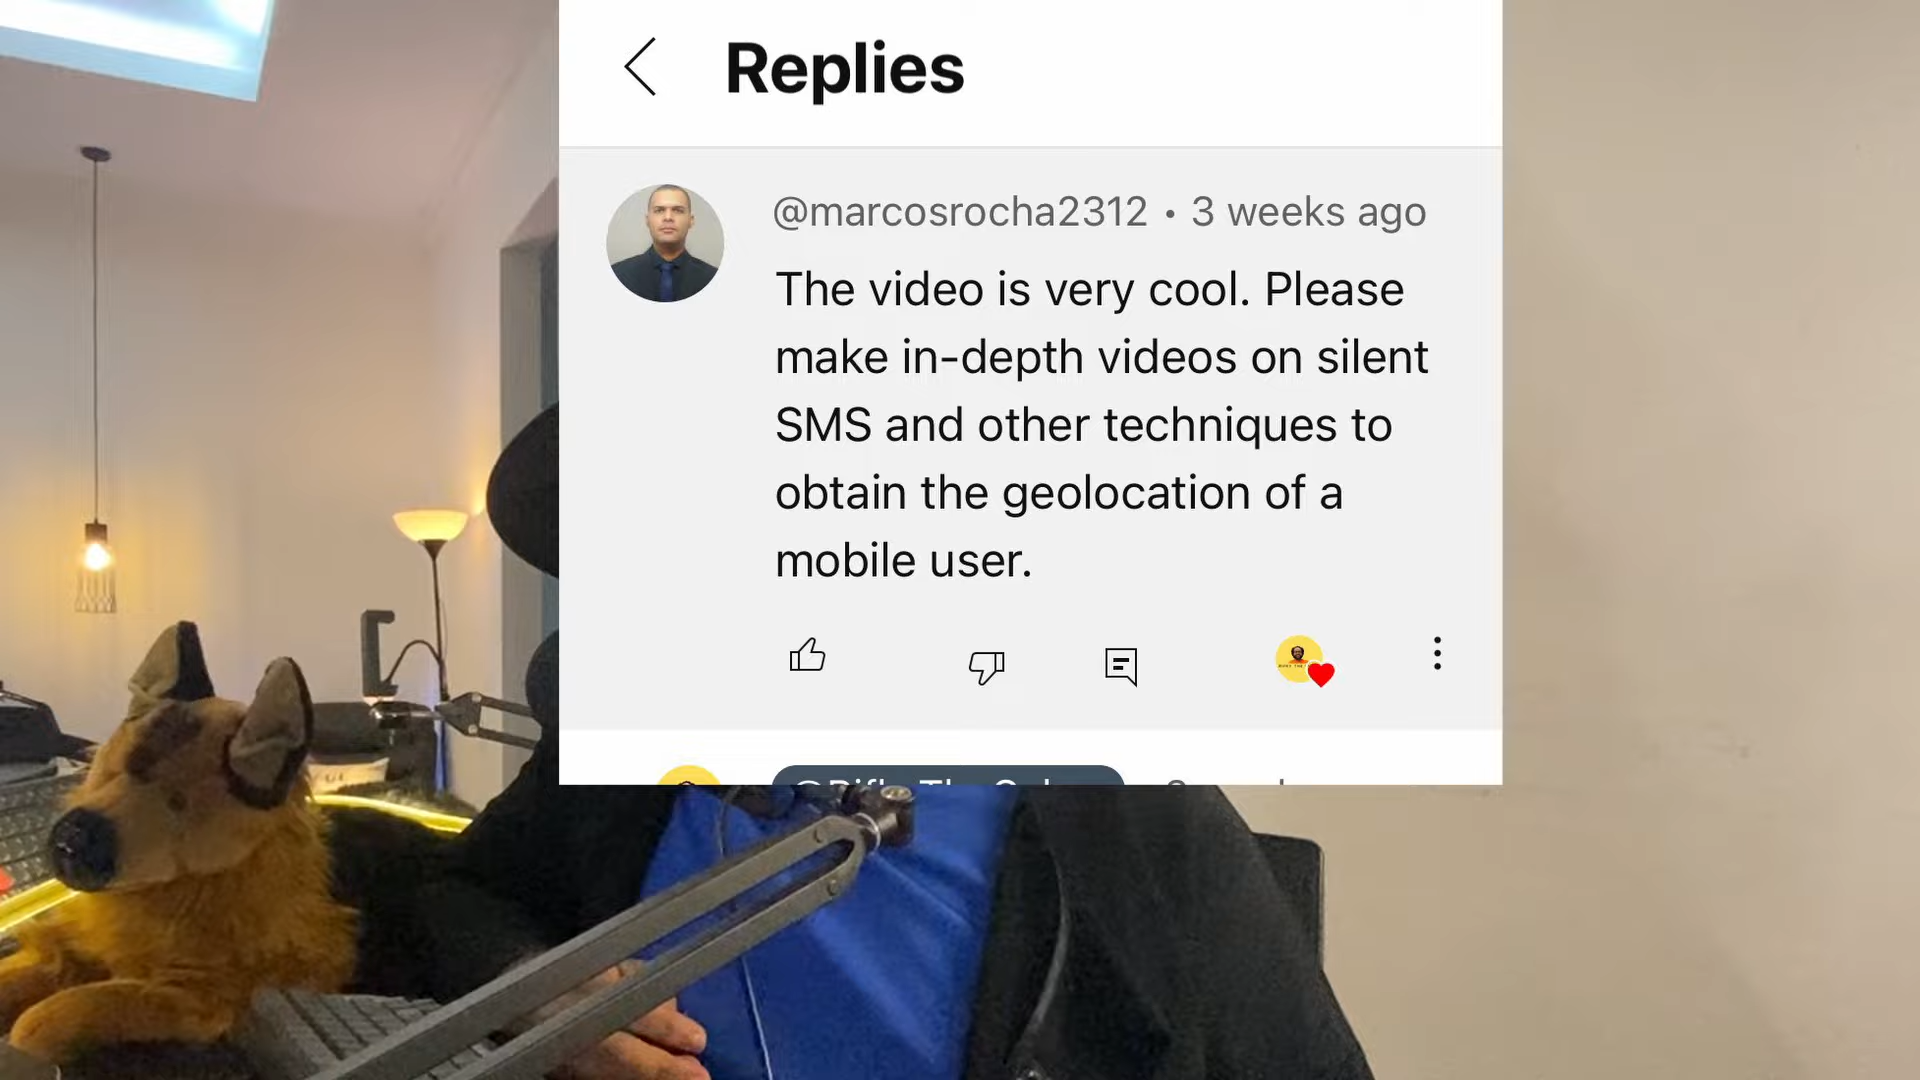 Replies
@marcosrocha2312 • 3 weeks ago
The video is very cool. Please
make in-depth videos on silent
SMS and other techniques to
obtain the geolocation of a
mobile user.